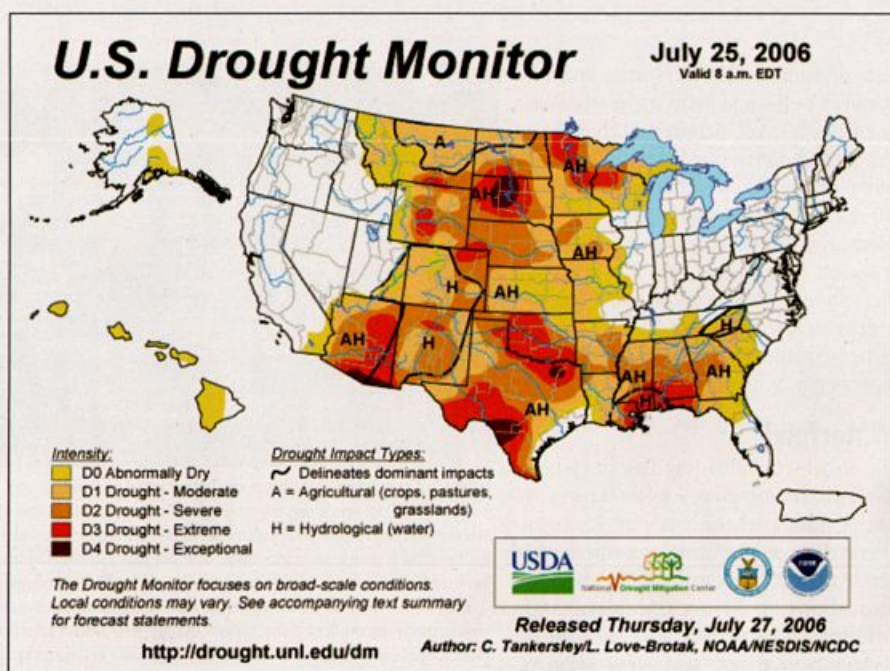 U.S. Drought Monitor
July 25, 2006
Valid 8 a.m. EDT
A
AH
AH
AH
H
AH
AH
H
AH
AH
H
AH
H
Intensity:
D0 Abnormally Dry
D1 Drought - Moderate
D2 Drought - Severe
D3 Drought - Extreme
D4 Drought - Exceptional
Drought Impact Types:
Delineates dominant impacts
A = Agricultural (crops, pastures,
grasslands)
H = Hydrological (water)
The Drought Monitor focuses on broad-scale conditions.
Local conditions may vary. See accompanying text summary
for forecast statements.
http://drought.unl.edu/dm
USDA
National Drought Mitigation Center
Released Thursday, July 27, 2006
Author: C. Tankersley/L. Love-Brotak, NOAA/NESDIS/NCDC